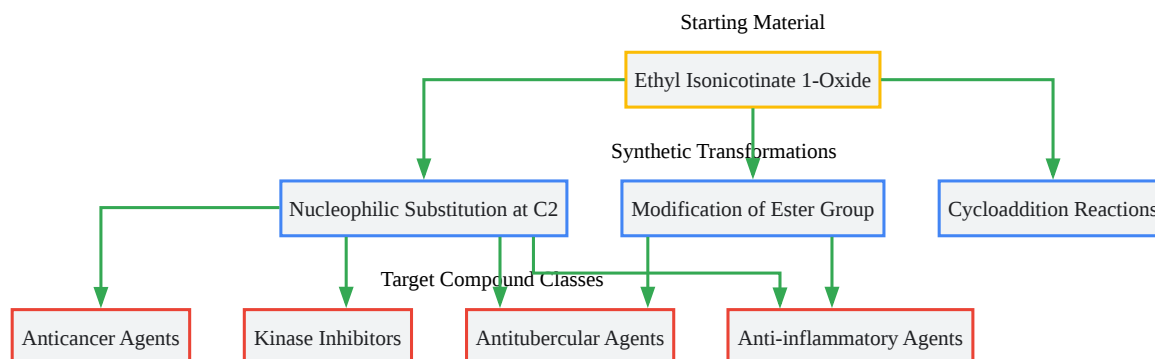 Starting Material
Ethyl Isonicotinate 1-Oxide
Synthetic Transformations
Nucleophilic Substitution at C2
Modification of Ester Group
Cycloaddition Reactions
Target Compound Classes
Anticancer Agents
Kinase Inhibitors
Antitubercular Agents
Anti-inflammatory Agents